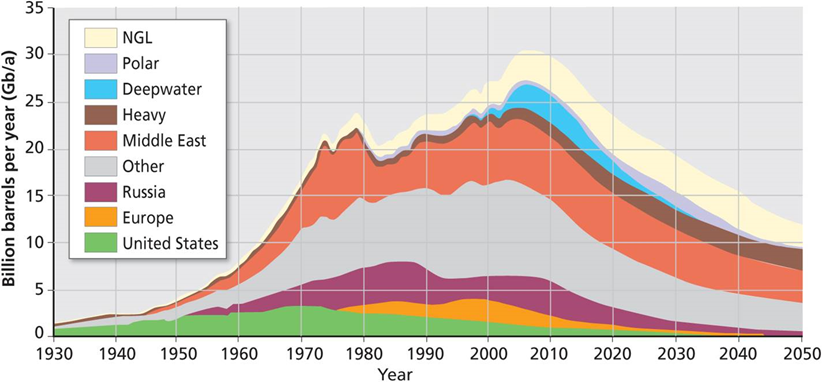 35
30
25
20
15
10
5
0
Billion barrels per year (Gb/a)
NGL
Polar
Deepwater
Heavy
Middle East
Other
Russia
Europe
United States
1930 1940 1950 1960 1970 1980 1990 2000 2010 2020 2030 2040 2050
Year